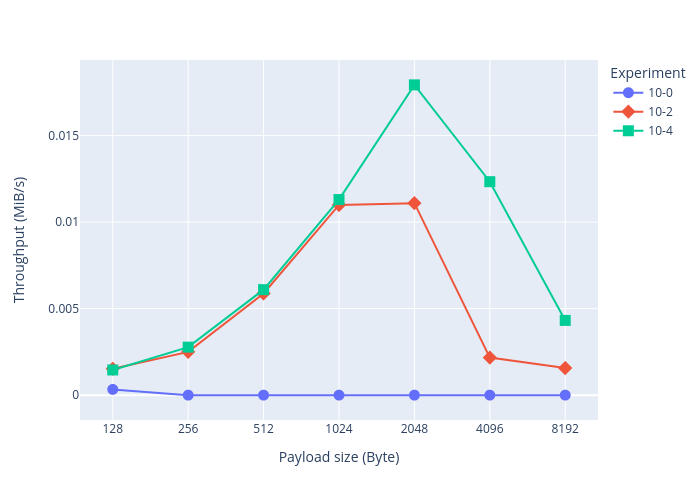 Experiment
10-0
10-2
10-4
0.015
0.01
0.005
0
Throughput (MiB/s)
128 256 512 1024 2048 4096 8192
Payload size (Byte)